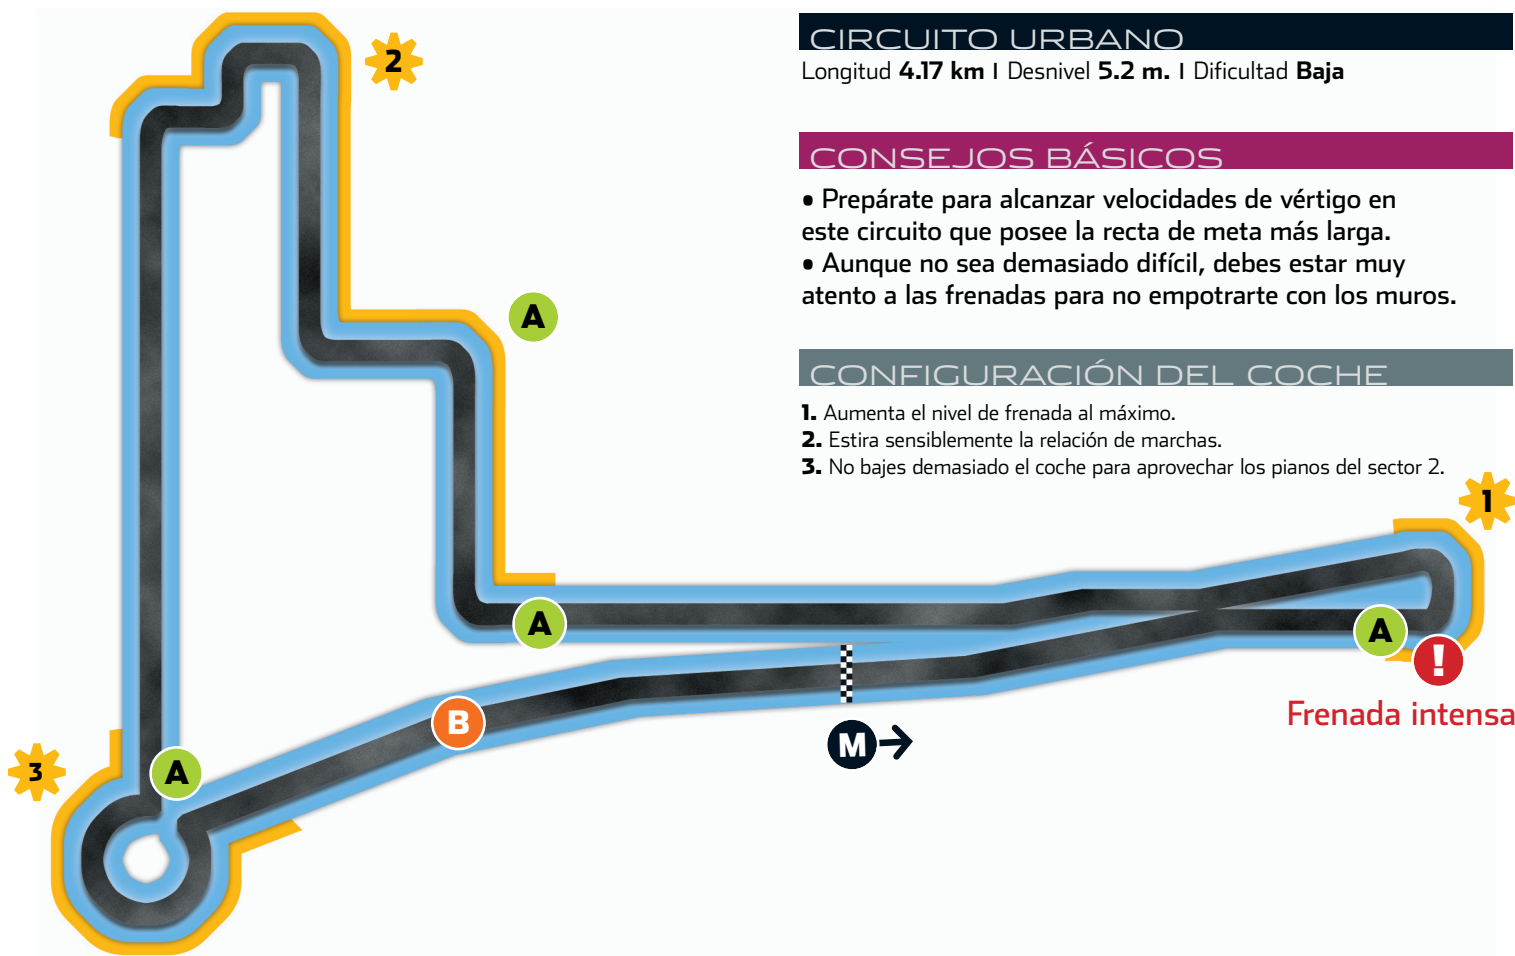 CIRCUITO URBANO
Longitud 4.17 km I Desnivel 5.2 m. I Dificultad Baja
CONSEJOS BÁSICOS
• Prepárate para alcanzar velocidades de vértigo en
este circuito que posee la recta de meta más larga.
• Aunque no sea demasiado difícil, debes estar muy
atento a las frenadas para no empotrarte con los muros.
CONFIGURACIÓN DEL COCHE
1. Aumenta el nivel de frenada al máximo.
2. Estira sensiblemente la relación de marchas.
3. No bajes demasiado el coche para aprovechar los pianos del sector 2.
2
A
1
A
A
!
Frenada intensa
B
M
3
A